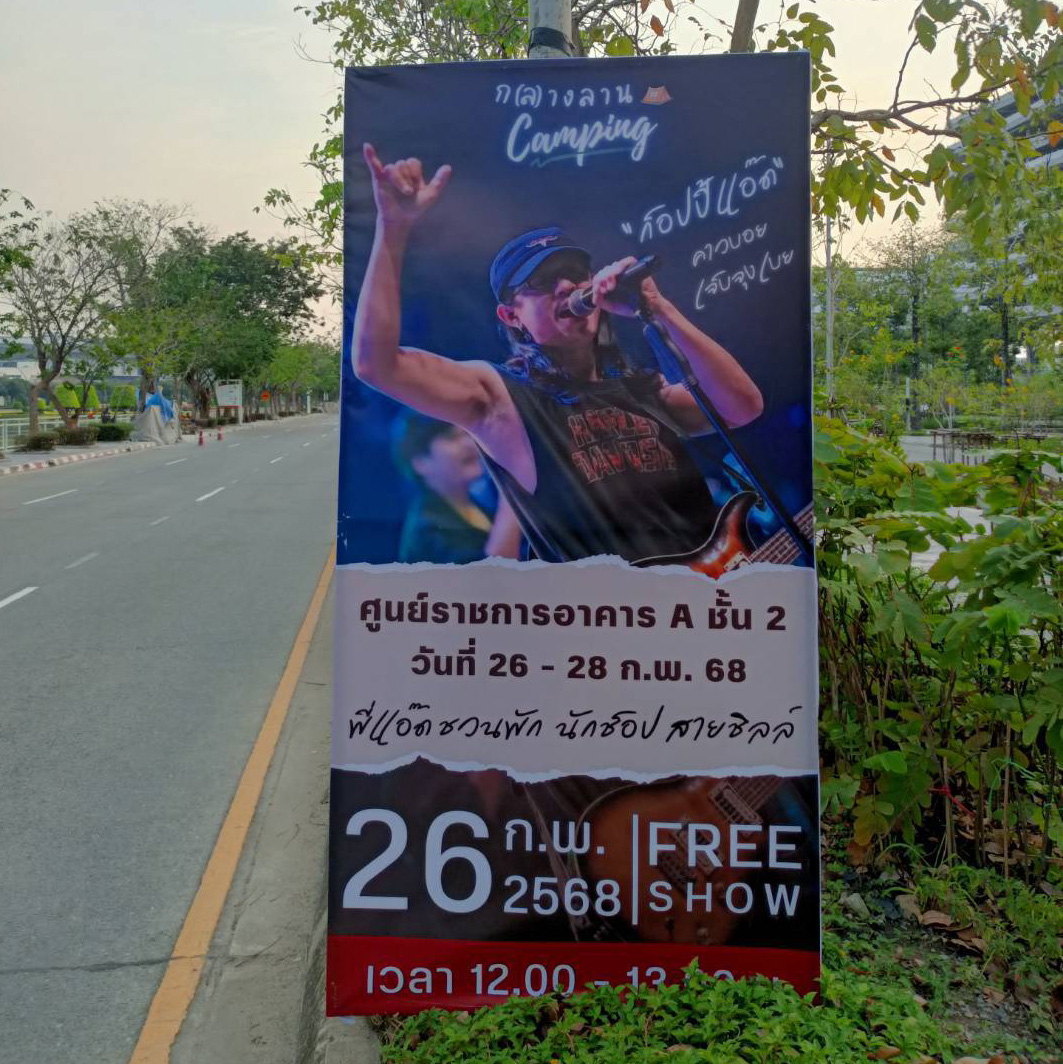 ก(ล)างลาน
Camping
"ก๊อปปี้แอ๊ด"
คาวบอย
เจ็บจุงเบย
ศูนย์ราชการอาคาร A ชั้น 2
วันที่ 26 - 28 ก.พ. 68
พี่แอ๊ดชวนพัก นักช้อป สายชิลล์
26 ก.พ. 2568 FREE SHOW
เวลา 12.00 - 13